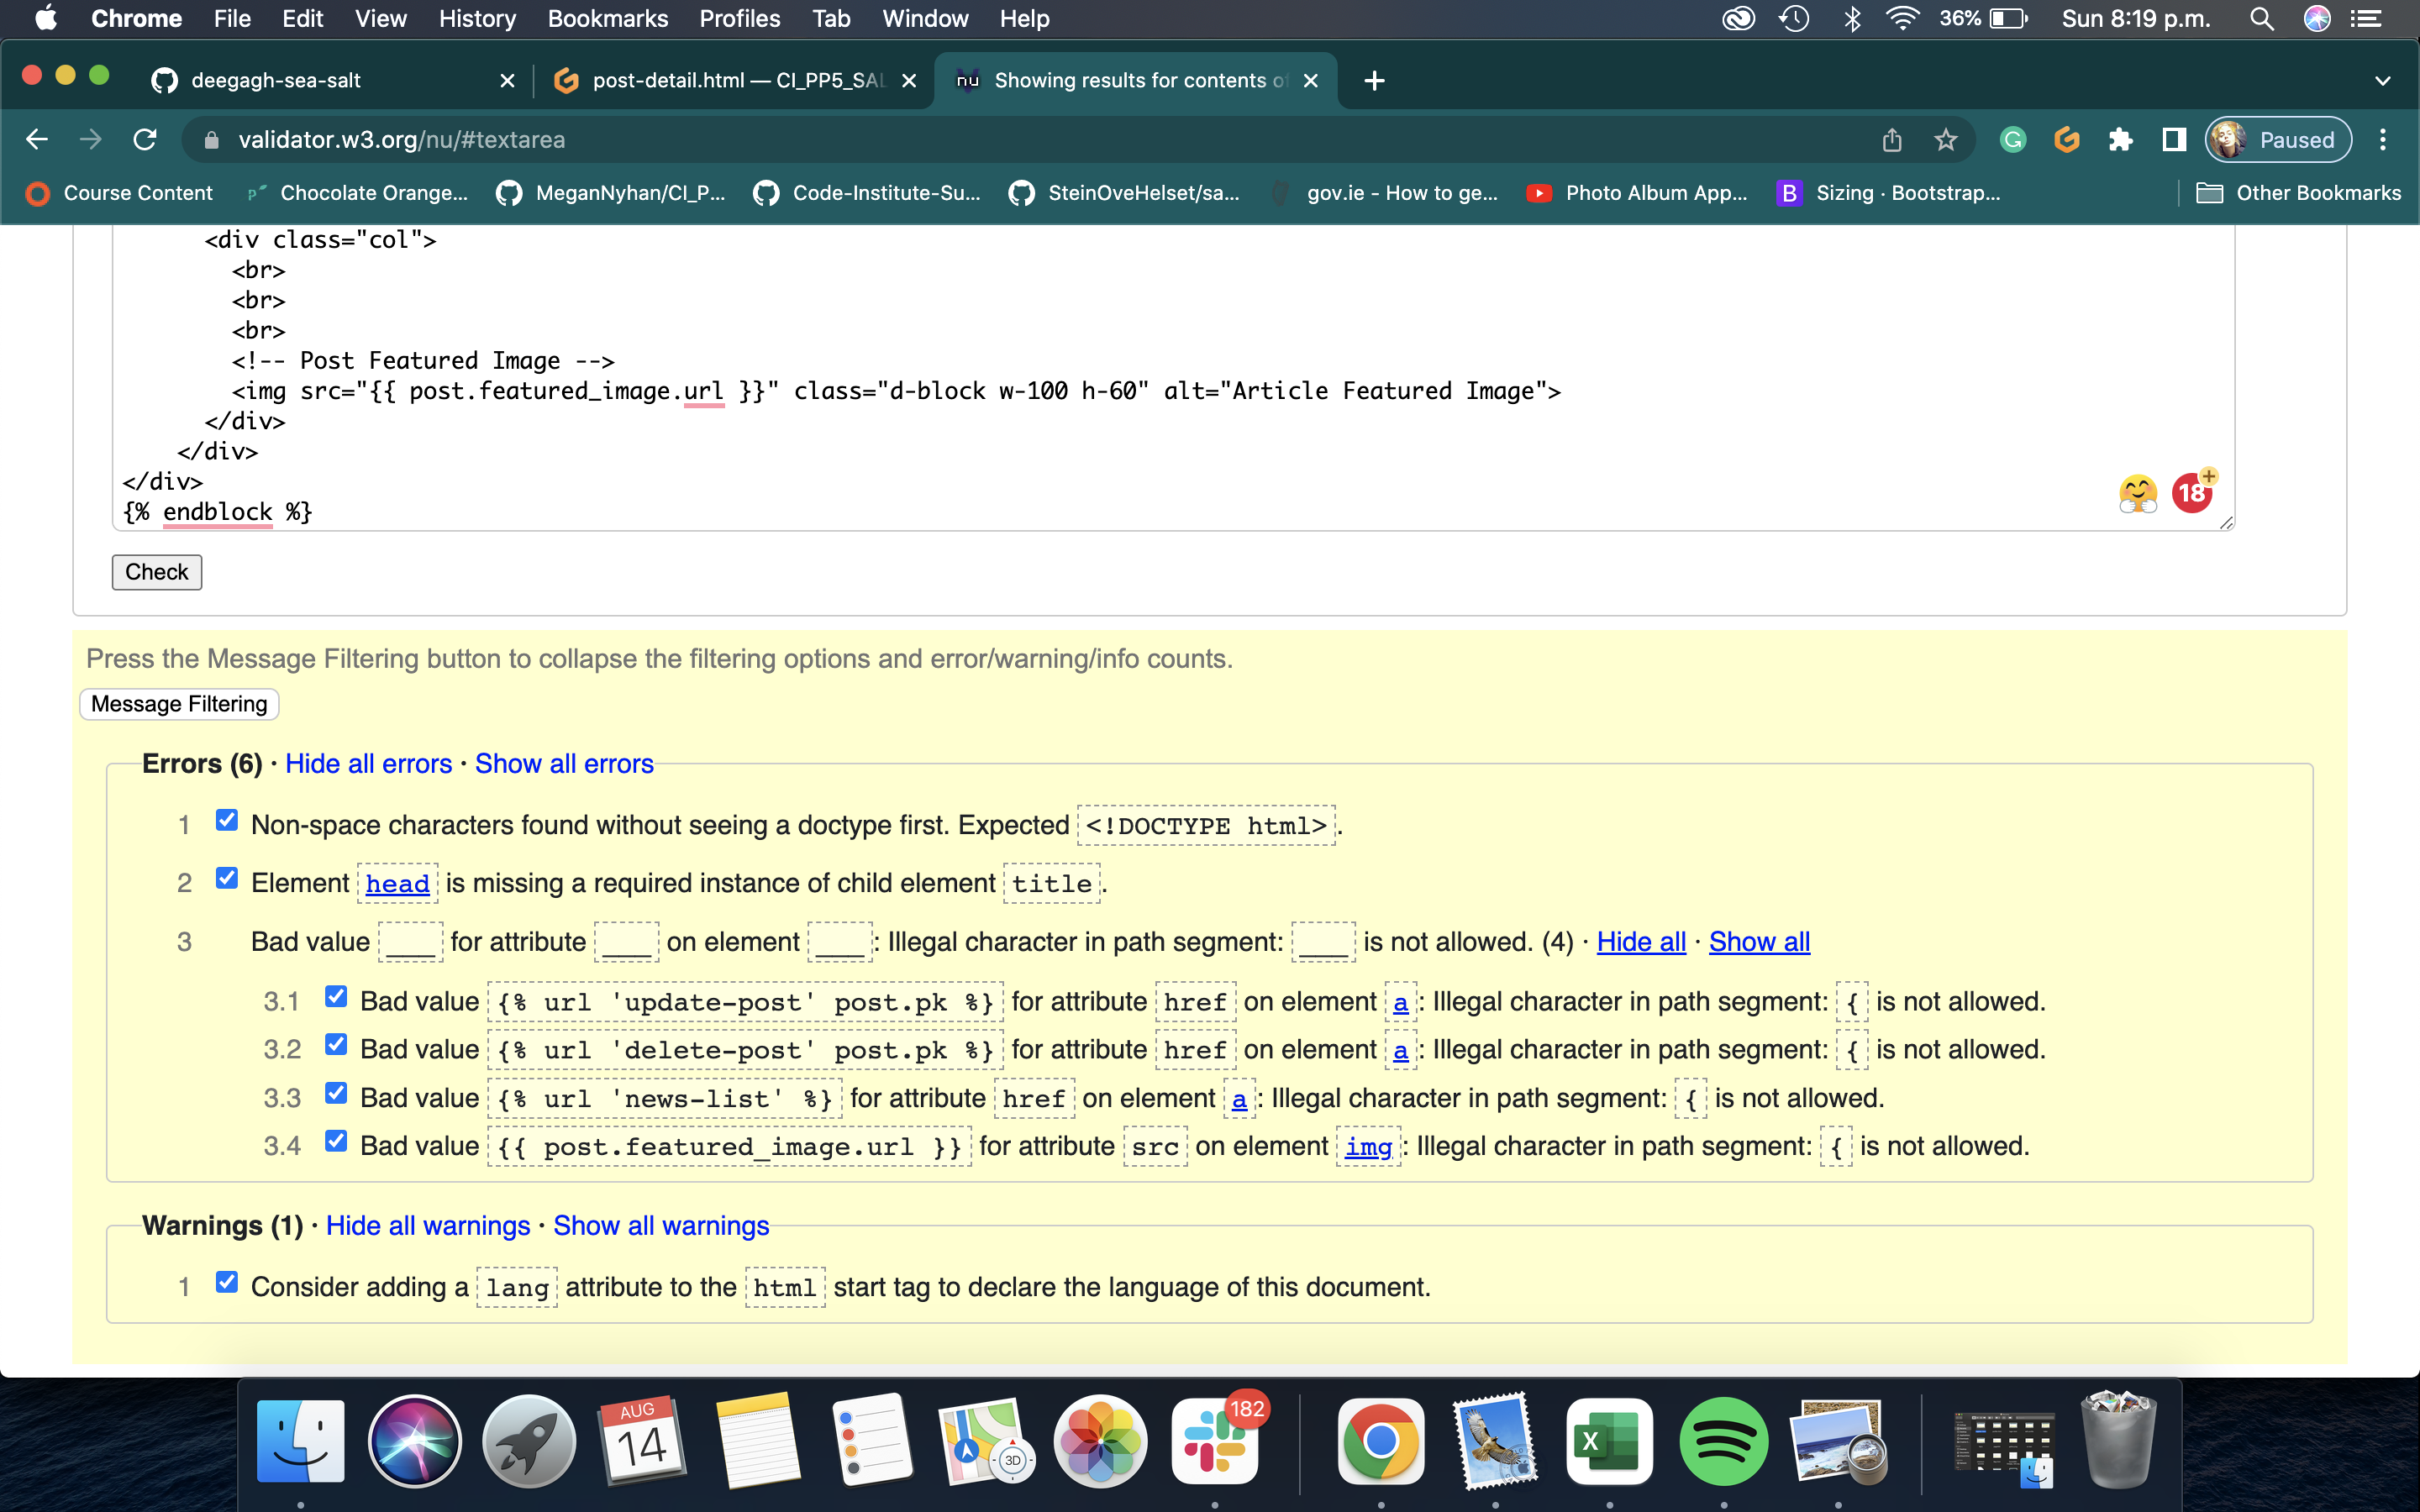 Chrome File Edit View History Bookmarks Profiles Tab Window Help 36% Sun 8:19 p.m.
deegagh-sea-salt post-detail.html — CI_PP5_SAL nu Showing results for contents of
validator.w3.org/nu/#textarea Paused
Course Content Chocolate Orange... MeganNyhan/CI_P... Code-Institute-Su... SteinOveHelset/sa... gov.ie - How to ge... Photo Album App... B Sizing · Bootstrap... Other Bookmarks
<div class="col">
<br>
<br>
<br>
<!-- Post Featured Image -->
<img src="{{ post.featured_image.url }}" class="d-block w-100 h-60" alt="Article Featured Image">
</div>
</div>
</div>
{% endblock %}
18
Check
Press the Message Filtering button to collapse the filtering options and error/warning/info counts.
Message Filtering
Errors (6) · Hide all errors · Show all errors
1 Non-space characters found without seeing a doctype first. Expected <!DOCTYPE html>.
2 Element head is missing a required instance of child element title.
3 Bad value ___ for attribute ___ on element ___: Illegal character in path segment: ___ is not allowed. (4) · Hide all · Show all
3.1 Bad value {% url 'update-post' post.pk %} for attribute href on element a: Illegal character in path segment: { is not allowed.
3.2 Bad value {% url 'delete-post' post.pk %} for attribute href on element a: Illegal character in path segment: { is not allowed.
3.3 Bad value {% url 'news-list' %} for attribute href on element a: Illegal character in path segment: { is not allowed.
3.4 Bad value {{ post.featured_image.url }} for attribute src on element img: Illegal character in path segment: { is not allowed.
Warnings (1) · Hide all warnings · Show all warnings
1 Consider adding a lang attribute to the html start tag to declare the language of this document.
AUG
14
3D
182
X